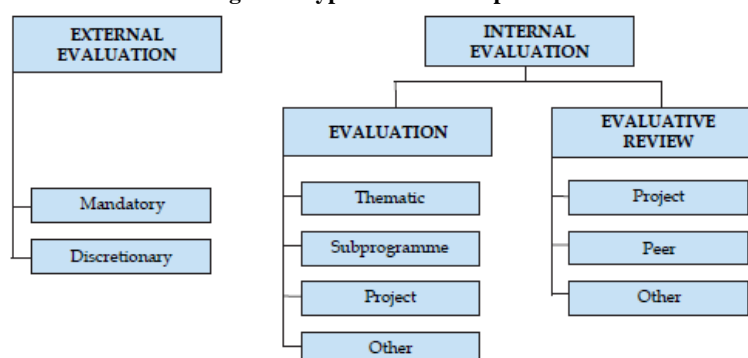 EXTERNAL
EVALUATION
Mandatory
Discretionary
INTERNAL
EVALUATION
EVALUATION
Thematic
Subprogramme
Project
Other
EVALUATIVE
REVIEW
Project
Peer
Other